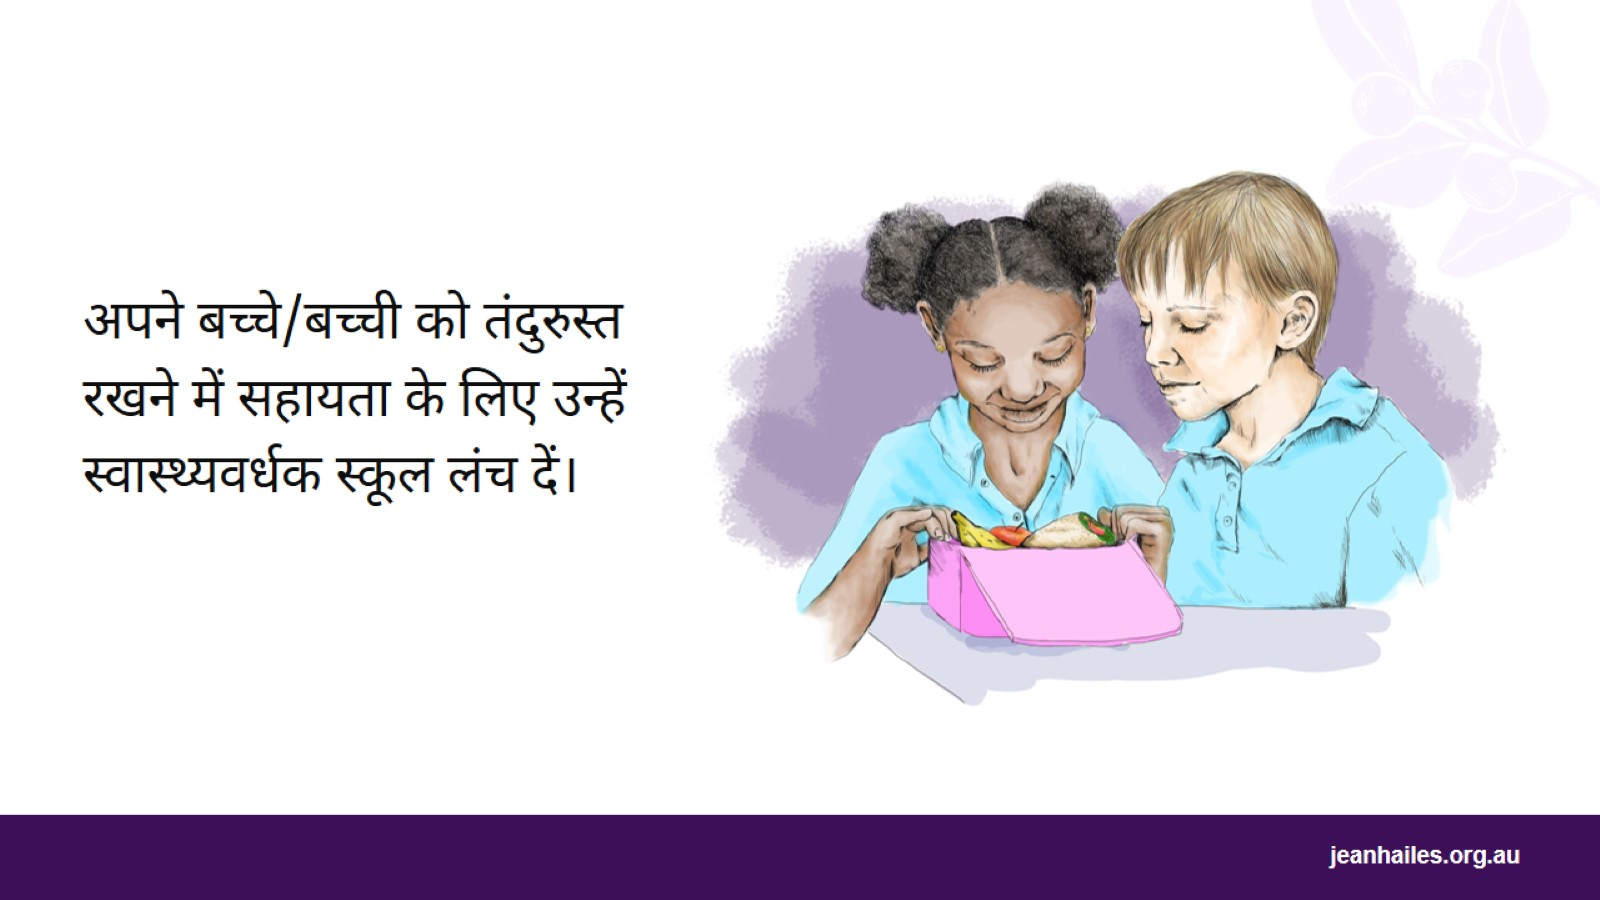 अपने बच्चे/बच्ची को तंदुरुस्त
रखने में सहायता के लिए उन्हें
स्वास्थ्यवर्धक स्कूल लंच दें।
jeanhailes.org.au